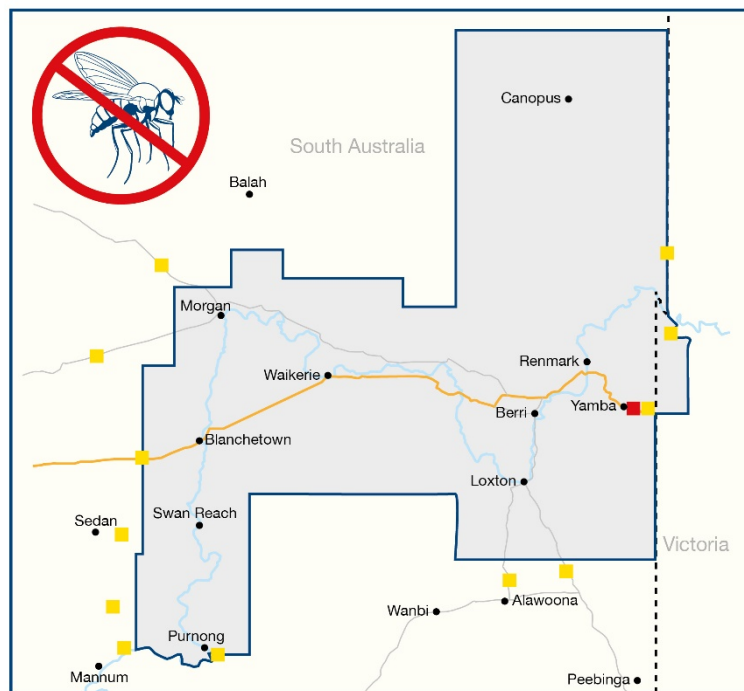 Canopus
South Australia
Balah
Morgan
Renmark
Waikerie
Yamba
Berri
Blanchetown
Loxton
Swan Reach
Sedan
Victoria
Alawoona
Wanbi
Purnong
Mannum
Peebinga